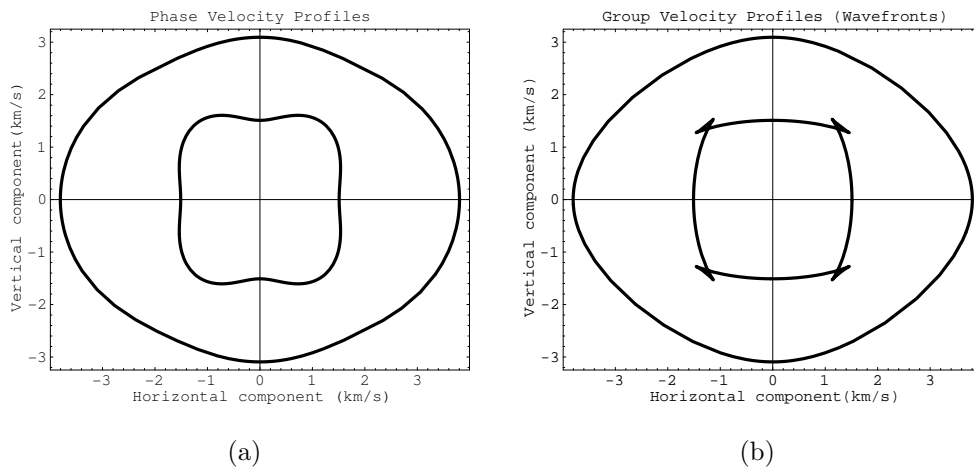 Phase Velocity Profiles
Vertical component(km/s)
3
2
1
0
-1
-2
-3
-3 -2 -1 0 1 2 3
Horizontal component (km/s)
(a)
Group Velocity Profiles (Wavefronts)
Vertical component (km/s)
3
2
1
0
-1
-2
-3
-3 -2 -1 0 1 2 3
Horizontal component(km/s)
(b)